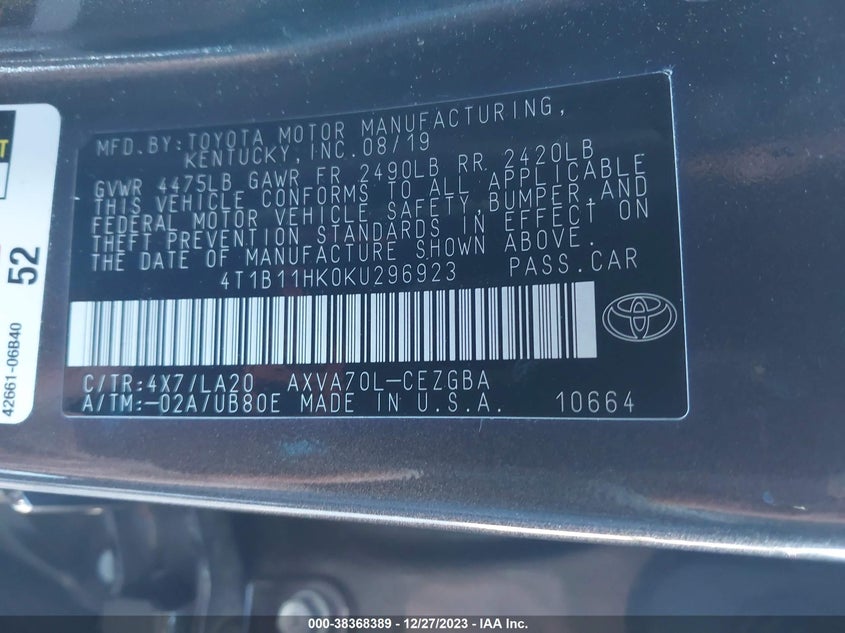 MFD.BY:TOYOTA MOTOR MANUFACTURING,
KENTUCKY,INC.08/19
GVWR 4475LB GAWR FR 2490LB RR 2420LB
THIS VEHICLE CONFORMS TO ALL APPLICABLE
FEDERAL MOTOR VEHICLE SAFETY,BUMPER,AND
THEFT PREVENTION STANDARDS IN EFFECT ON
THE DATE OF MANUFACTURE SHOWN ABOVE.
4T1B11HK0KU296923 PASS.CAR
C/TR:4X7/LA20 AXVA70L-CEZGBA
A/TM:-02A/UB80E MADE IN U.S.A. 10664
52
42661-06B40
000-38368389 - 12/27/2023 - IAA Inc.